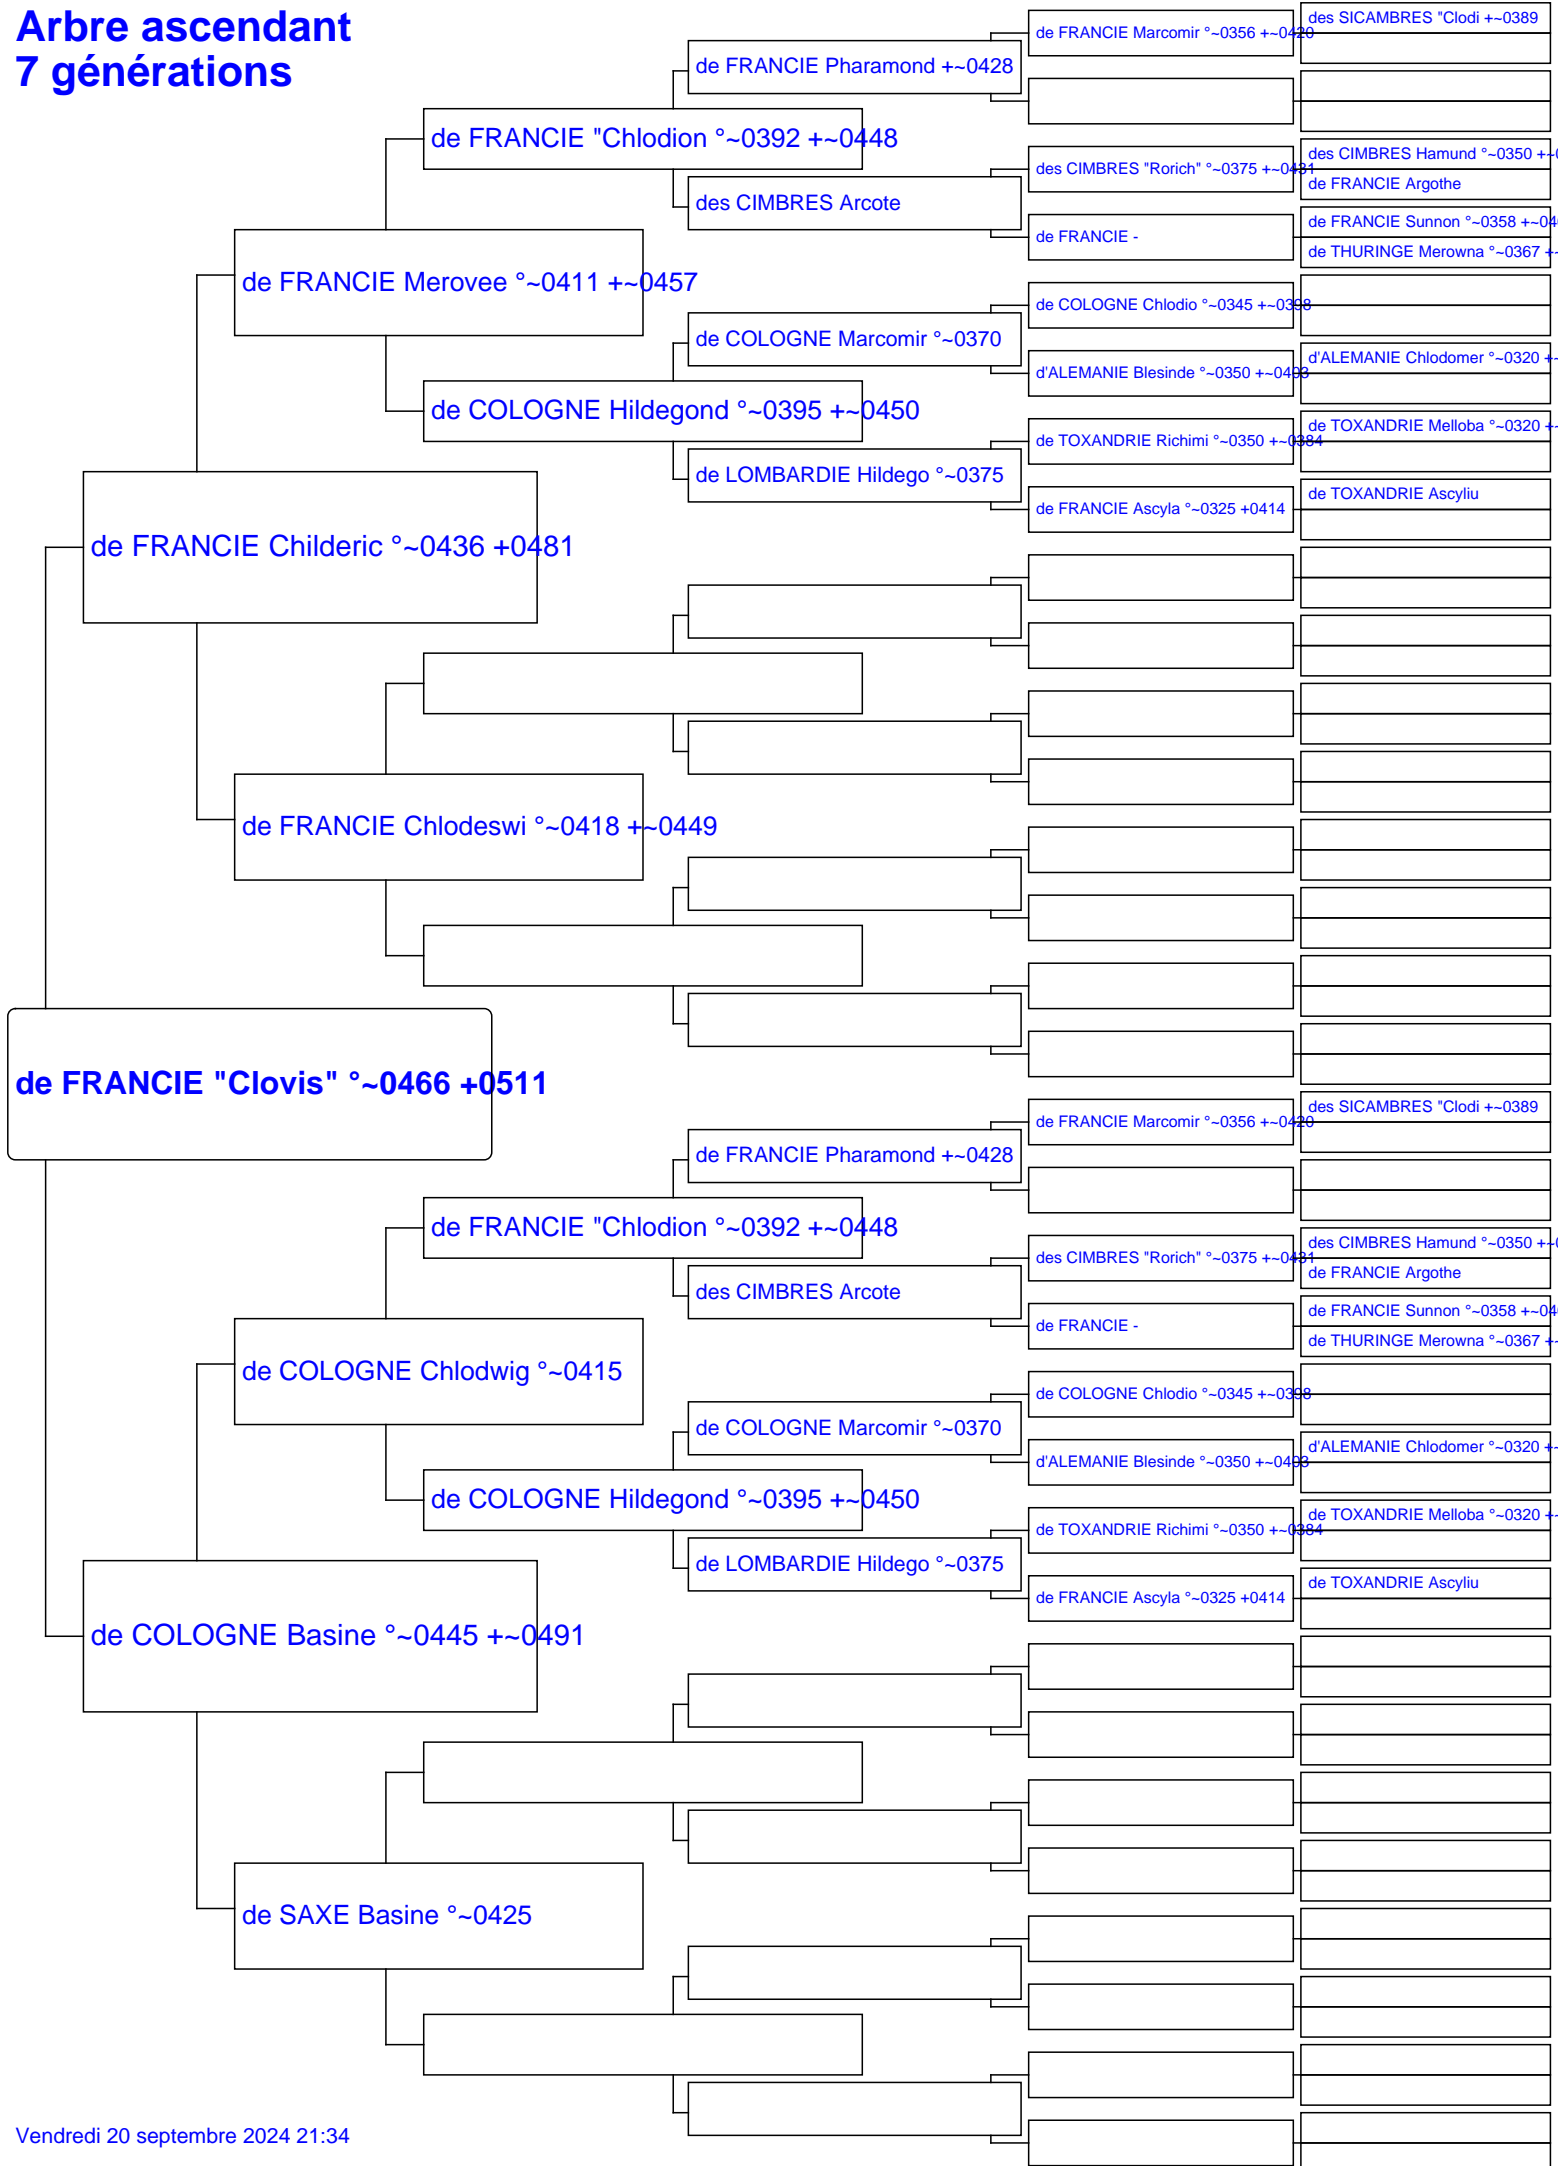 Arbre ascendant
7 générations
de FRANCIE "Clovis" °~0466 +0511
de FRANCIE Childeric °~0436 +0481
de COLOGNE Basine °~0445 +~0491
de FRANCIE Merovee °~0411 +~0457
de FRANCIE Chlodeswi °~0418 +~0449
de COLOGNE Chlodwig °~0415
de SAXE Basine °~0425
de FRANCIE "Chlodion °~0392 +~0448
de COLOGNE Hildegond °~0395 +~0450
de FRANCIE "Chlodion °~0392 +~0448
de COLOGNE Hildegond °~0395 +~0450
de FRANCIE Pharamond +~0428
des CIMBRES Arcote
de COLOGNE Marcomir °~0370
de LOMBARDIE Hildego °~0375
de FRANCIE Pharamond +~0428
des CIMBRES Arcote
de COLOGNE Marcomir °~0370
de LOMBARDIE Hildego °~0375
de FRANCIE Marcomir °~0356 +~0420
des CIMBRES "Rorich" °~0375 +~0431
de FRANCIE -
de COLOGNE Chlodio °~0345 +~0398
d'ALEMANIE Blesinde °~0350 +~0403
de TOXANDRIE Richimi °~0350 +~0384
de FRANCIE Ascyla °~0325 +0414
de FRANCIE Marcomir °~0356 +~0420
des CIMBRES "Rorich" °~0375 +~0431
de FRANCIE -
de COLOGNE Chlodio °~0345 +~0398
d'ALEMANIE Blesinde °~0350 +~0403
de TOXANDRIE Richimi °~0350 +~0384
de FRANCIE Ascyla °~0325 +0414
des SICAMBRES "Clodi +~0389
des CIMBRES Hamund °~0350 +~0
de FRANCIE Argothe
de FRANCIE Sunnon °~0358 +~04
de THURINGE Merowna °~0367 +~
d'ALEMANIE Chlodomer °~0320 +~
de TOXANDRIE Melloba °~0320 +~
de TOXANDRIE Ascyliu
des SICAMBRES "Clodi +~0389
des CIMBRES Hamund °~0350 +~0
de FRANCIE Argothe
de FRANCIE Sunnon °~0358 +~04
de THURINGE Merowna °~0367 +~
d'ALEMANIE Chlodomer °~0320 +~
de TOXANDRIE Melloba °~0320 +~
de TOXANDRIE Ascyliu
Vendredi 20 septembre 2024 21:34